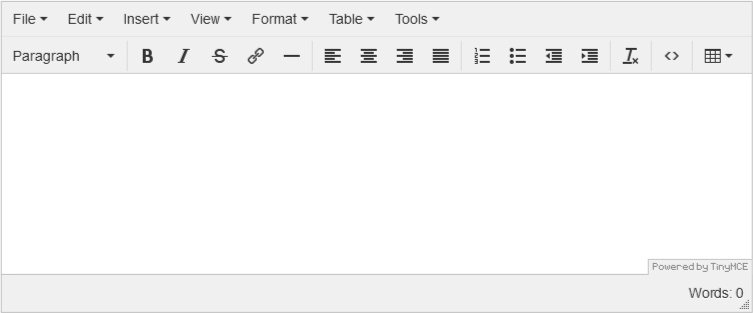 File Edit Insert View Format Table Tools
Paragraph B I S
Powered by TinyMCE
Words: 0